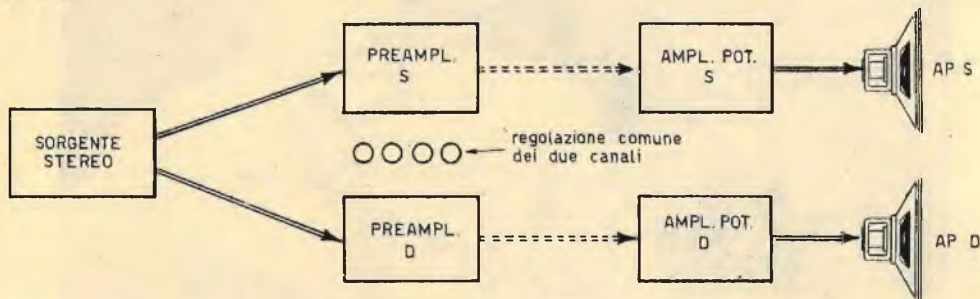 SORGENTE
STEREO
PREAMPL.
S
AMPL. POT.
S
AP S
regolazione comune
dei due canali
PREAMPL.
D
AMPL. POT.
D
AP D